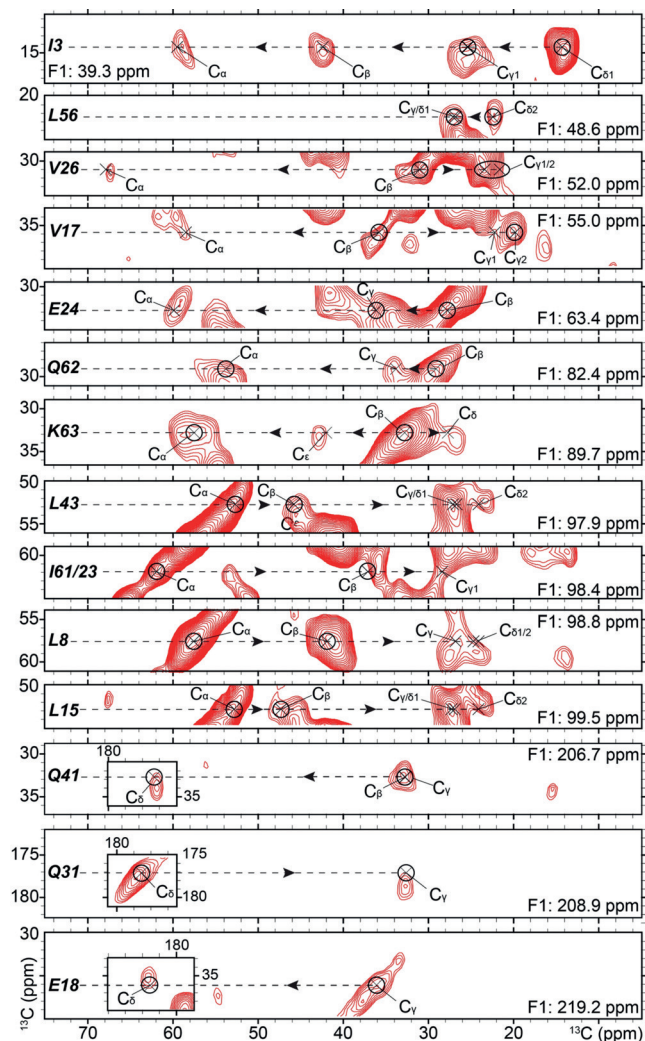 I3
F1: 39.3 ppm
15
Cα
Cβ
Cγ1
Cδ1
20
L56
Cγ/δ1
Cδ2
F1: 48.6 ppm
30
V26
Cα
Cβ
Cγ1/2
F1: 52.0 ppm
35
V17
Cα
Cβ
Cγ1
Cγ2
F1: 55.0 ppm
30
E24
Cα
Cγ
Cβ
F1: 63.4 ppm
30
Q62
Cα
Cγ
Cβ
F1: 82.4 ppm
30
35
K63
Cα
Cε
Cβ
Cδ
F1: 89.7 ppm
50
55
L43
Cα
Cβ
Cε
Cγ/δ1
Cδ2
F1: 97.9 ppm
60
I61/23
Cα
Cβ
Cγ1
F1: 98.4 ppm
55
60
L8
Cα
Cβ
Cγ
Cδ1/2
F1: 98.8 ppm
50
L15
Cα
Cβ
Cγ/δ1
Cδ2
F1: 99.5 ppm
30
35
Q41
180
35
Cδ
Cβ
Cγ
F1: 206.7 ppm
175
180
Q31
180
175
180
Cδ
Cγ
F1: 208.9 ppm
30
35
E18
180
35
Cδ
Cγ
F1: 219.2 ppm
13C (ppm)
70 60 50 40 30 20 13C (ppm)